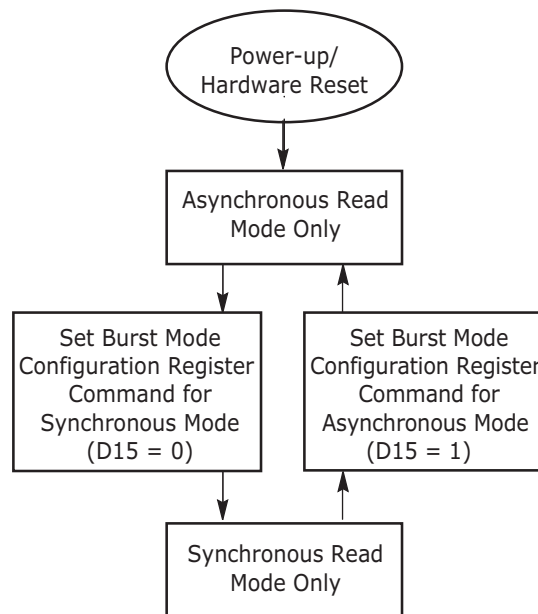 Power-up/
Hardware Reset
Asynchronous Read
Mode Only
Set Burst Mode
Configuration Register
Command for
Synchronous Mode
(D15 = 0)
Set Burst Mode
Configuration Register
Command for
Asynchronous Mode
(D15 = 1)
Synchronous Read
Mode Only